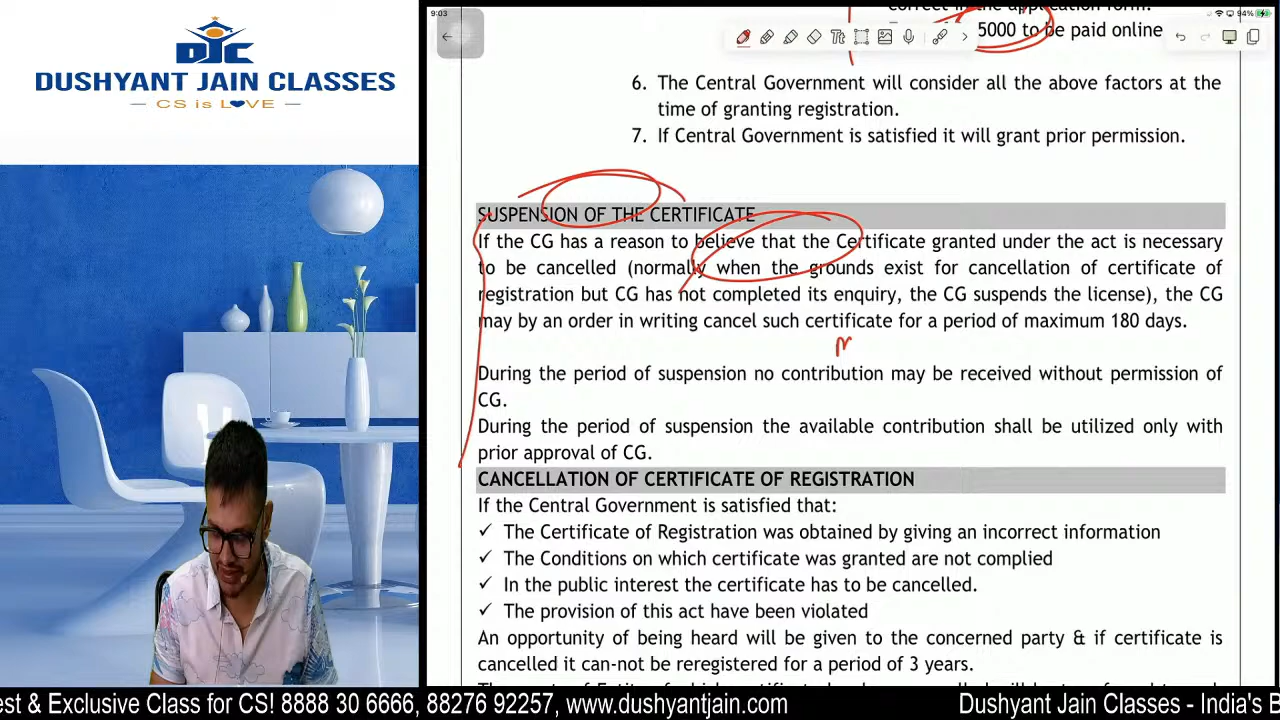 9:03
94%
DJC
DUSHYANT JAIN CLASSES
CS is L VE
correct in the application form.
5000 to be paid online
6. The Central Government will consider all the above factors at the
time of granting registration.
7. If Central Government is satisfied it will grant prior permission.
SUSPENSION OF THE CERTIFICATE
If the CG has a reason to believe that the Certificate granted under the act is necessary
to be cancelled (normally when the grounds exist for cancellation of certificate of
registration but CG has not completed its enquiry, the CG suspends the license), the CG
may by an order in writing cancel such certificate for a period of maximum 180 days.
During the period of suspension no contribution may be received without permission of
CG.
During the period of suspension the available contribution shall be utilized only with
prior approval of CG.
CANCELLATION OF CERTIFICATE OF REGISTRATION
If the Central Government is satisfied that:
✓ The Certificate of Registration was obtained by giving an incorrect information
✓ The Conditions on which certificate was granted are not complied
✓ In the public interest the certificate has to be cancelled.
✓ The provision of this act have been violated
An opportunity of being heard will be given to the concerned party & if certificate is
cancelled it can-not be reregistered for a period of 3 years.
est & Exclusive Class for CS! 8888 30 6666, 88276 92257, www.dushyantjain.com
Dushyant Jain Classes - India's B